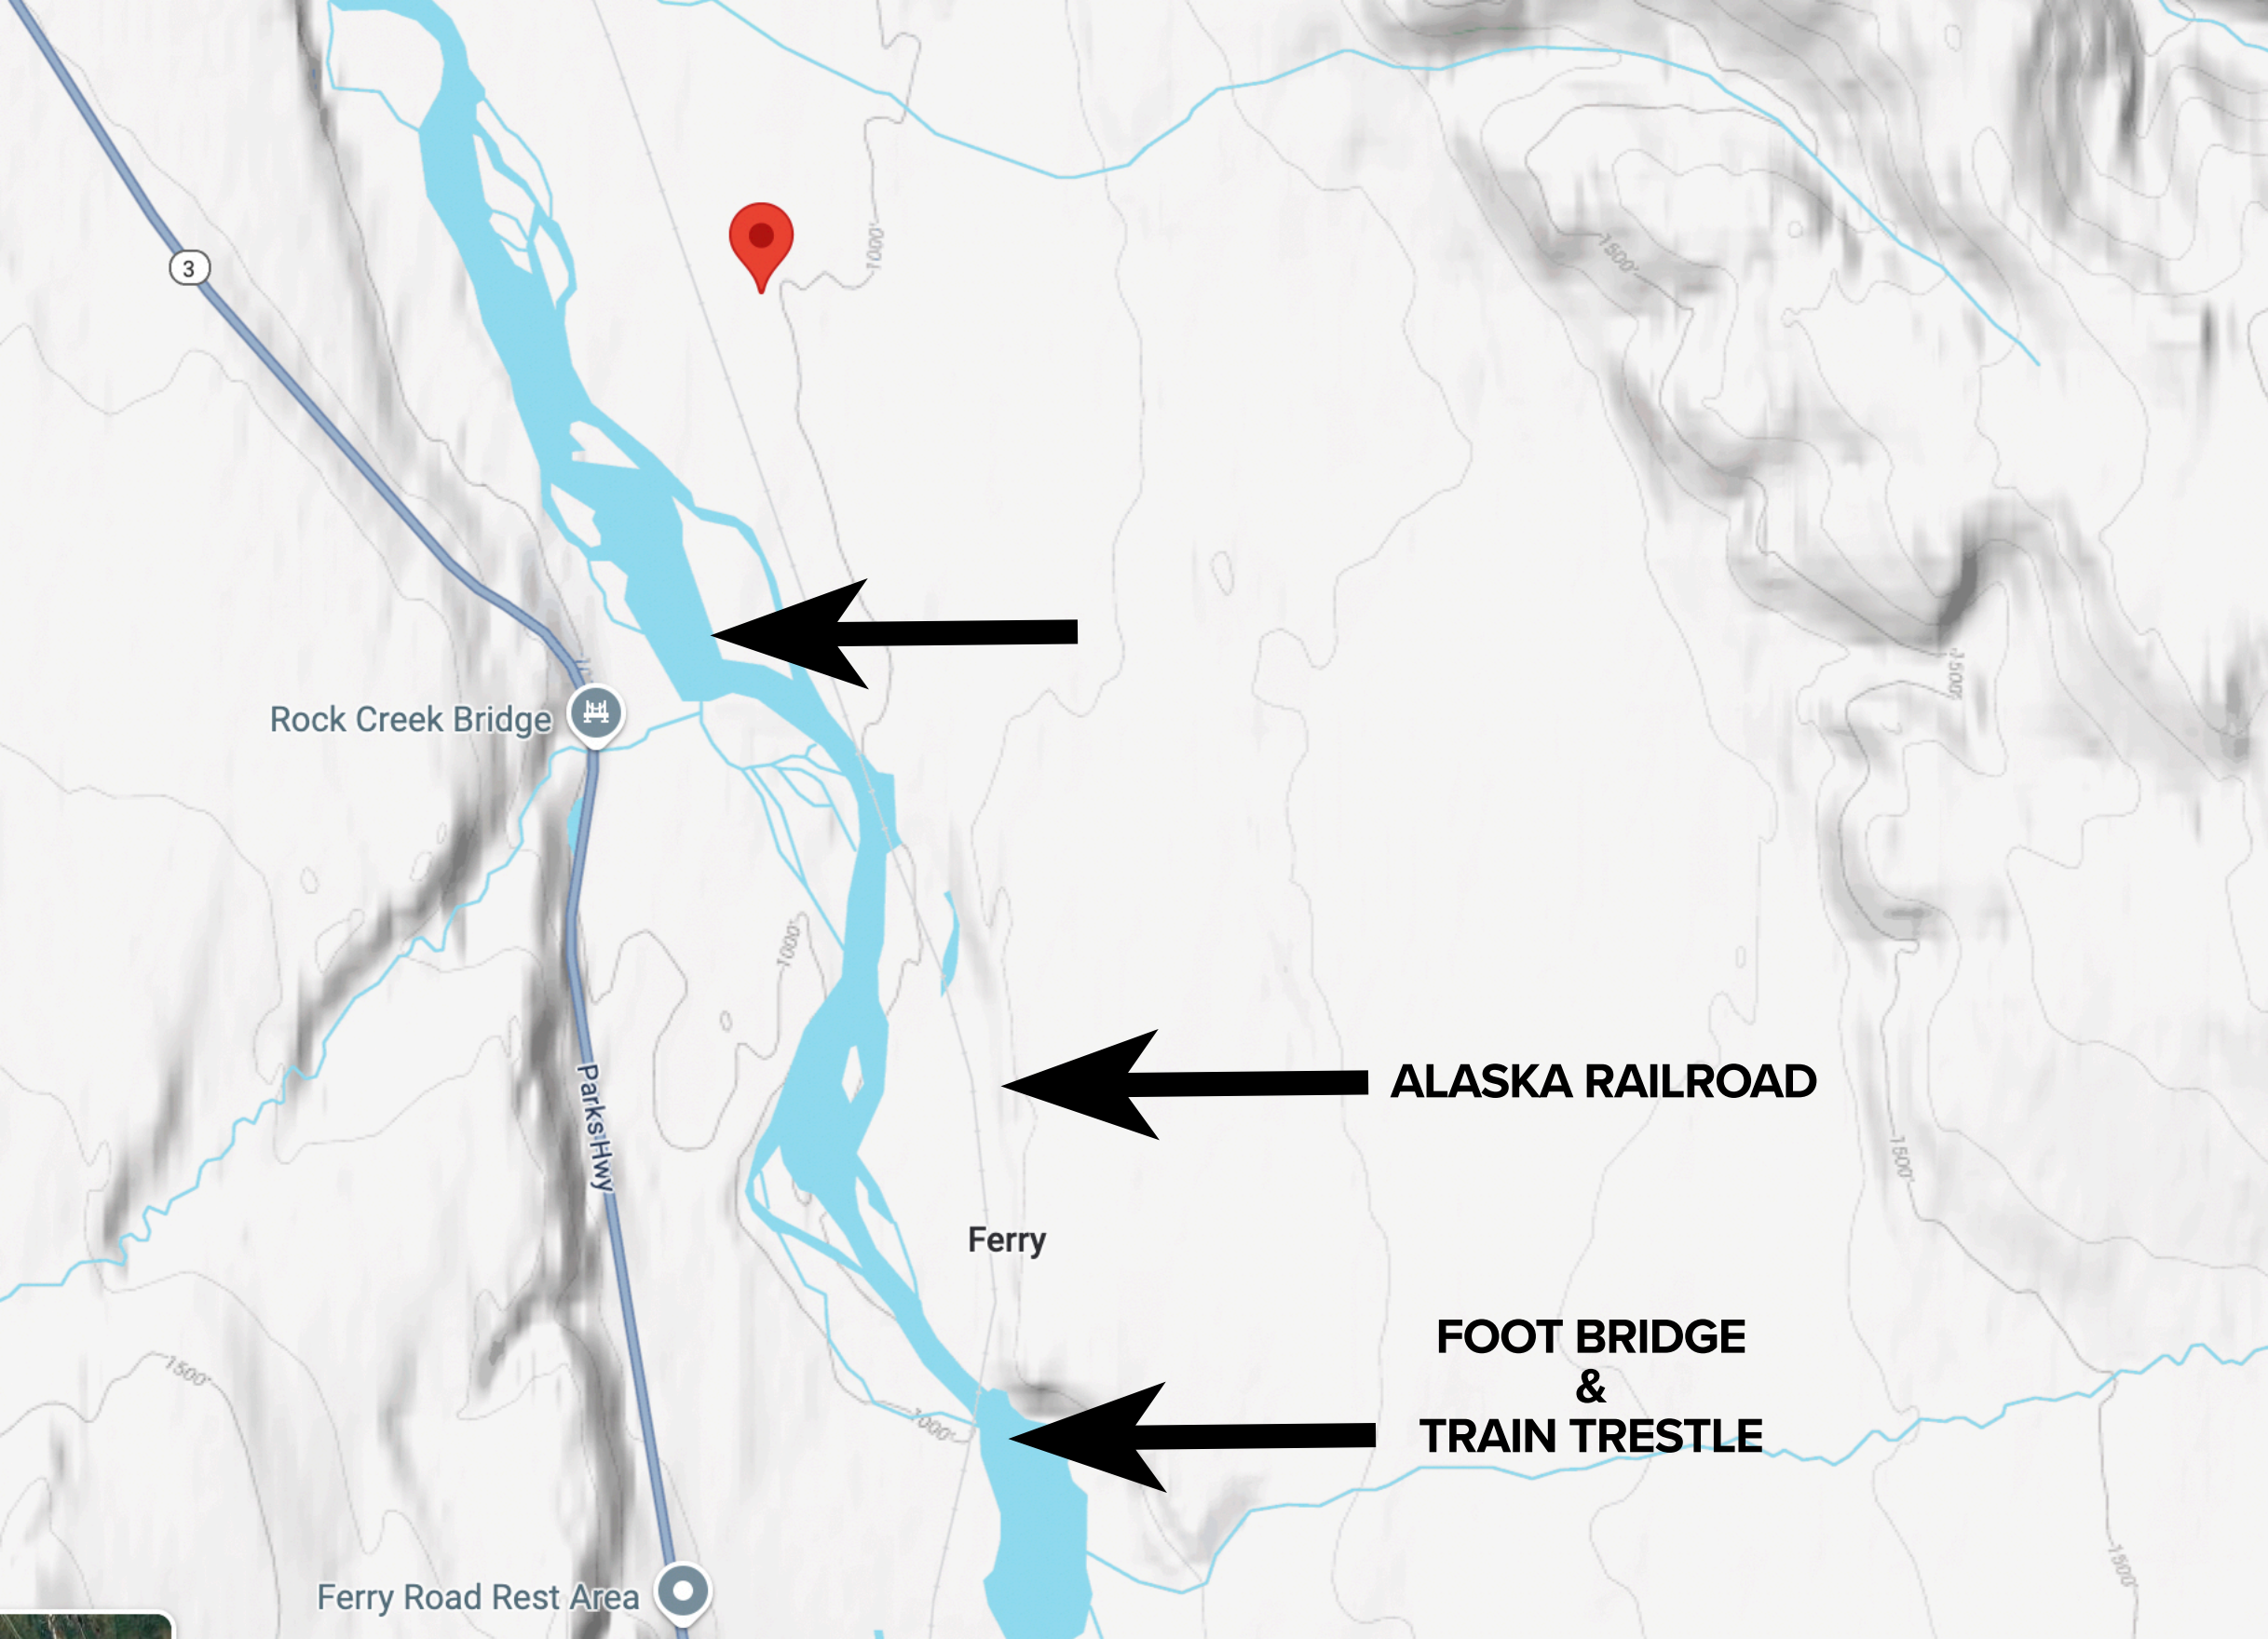 3
1000'
1500'
1500'
Rock Creek Bridge
1000'
ALASKA RAILROAD
Parks Hwy
1500'
Ferry
FOOT BRIDGE
&
TRAIN TRESTLE
1500'
1000'
1500'
Ferry Road Rest Area